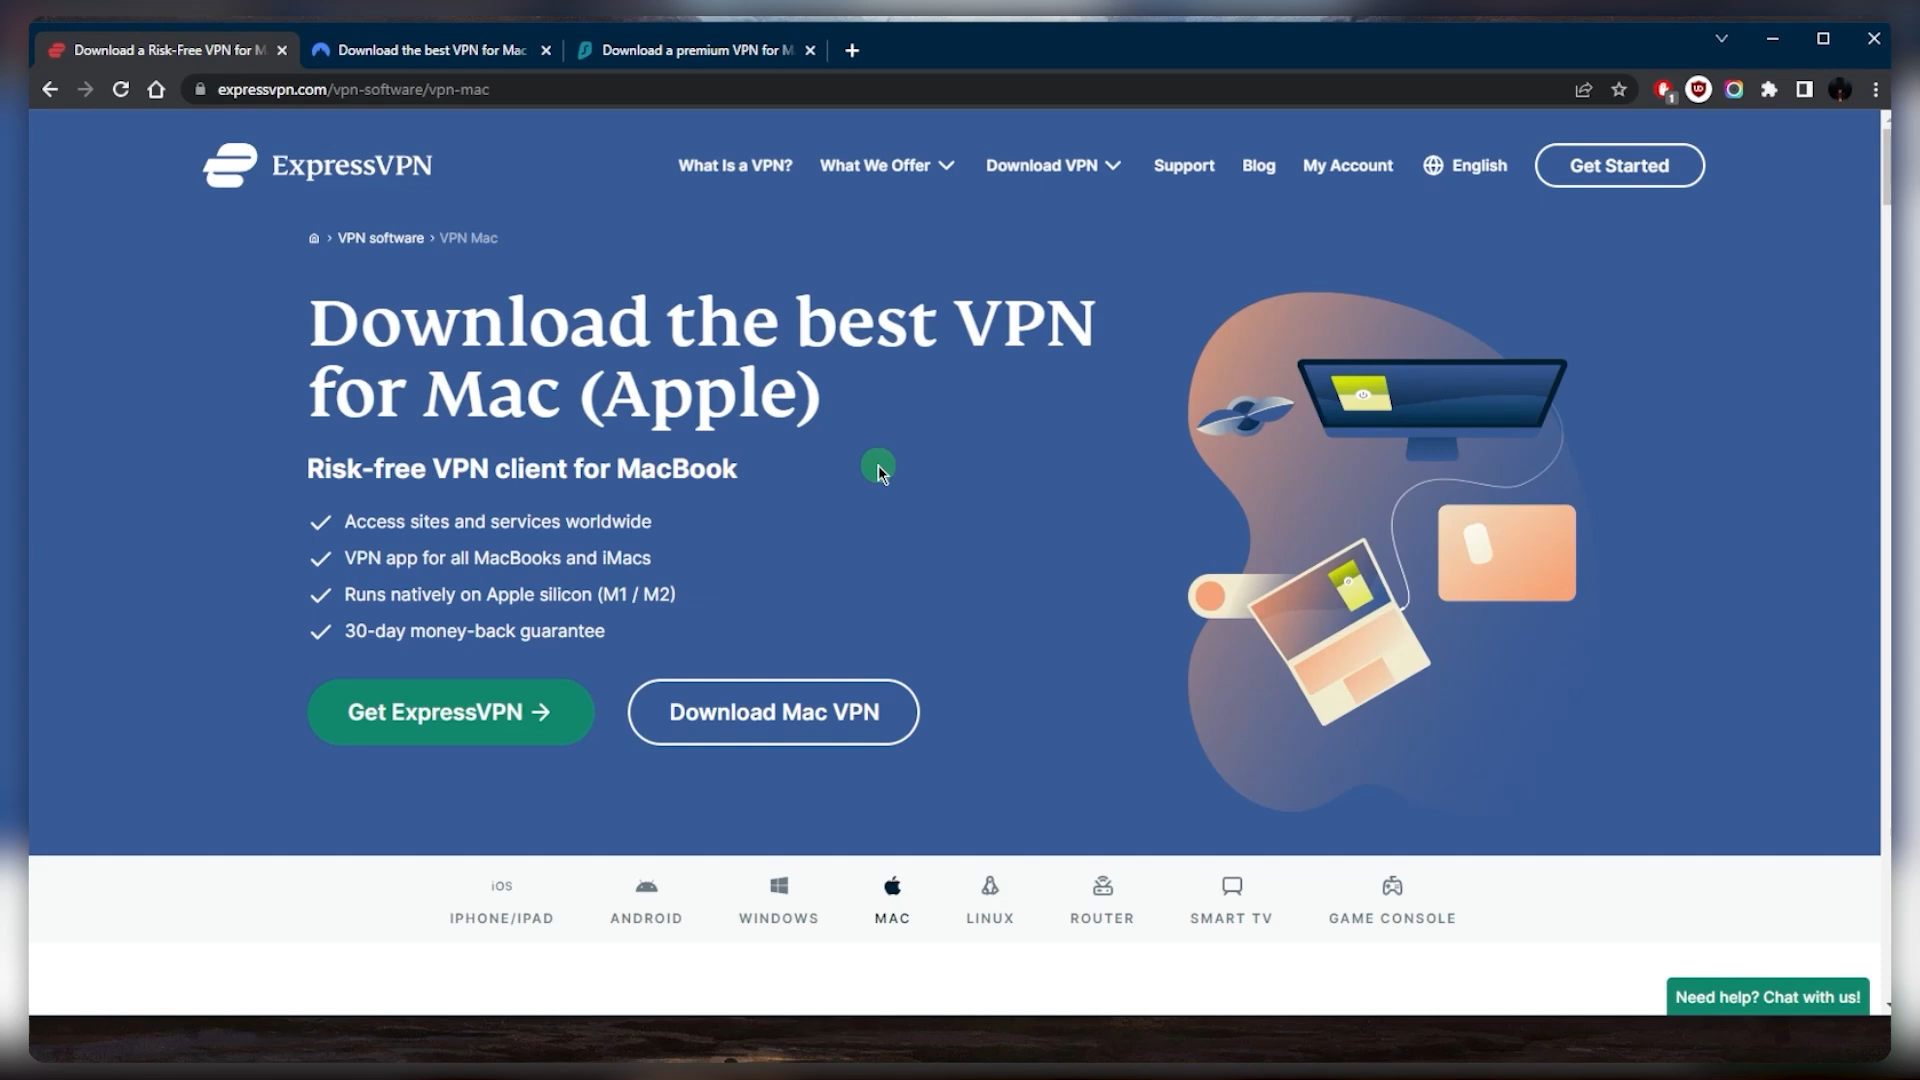 Download a Risk-Free VPN for M
Download the best VPN for Mac
Download a premium VPN for M
expressvpn.com/vpn-software/vpn-mac
1
ExpressVPN
What Is a VPN?
What We Offer
Download VPN
Support
Blog
My Account
English
Get Started
VPN software › VPN Mac
Download the best VPN
for Mac (Apple)
Risk-free VPN client for MacBook
Access sites and services worldwide
VPN app for all MacBooks and iMacs
Runs natively on Apple silicon (M1 / M2)
30-day money-back guarantee
Get ExpressVPN →
Download Mac VPN
iOS
IPHONE/IPAD
ANDROID
WINDOWS
MAC
LINUX
ROUTER
SMART TV
GAME CONSOLE
Need help? Chat with us!